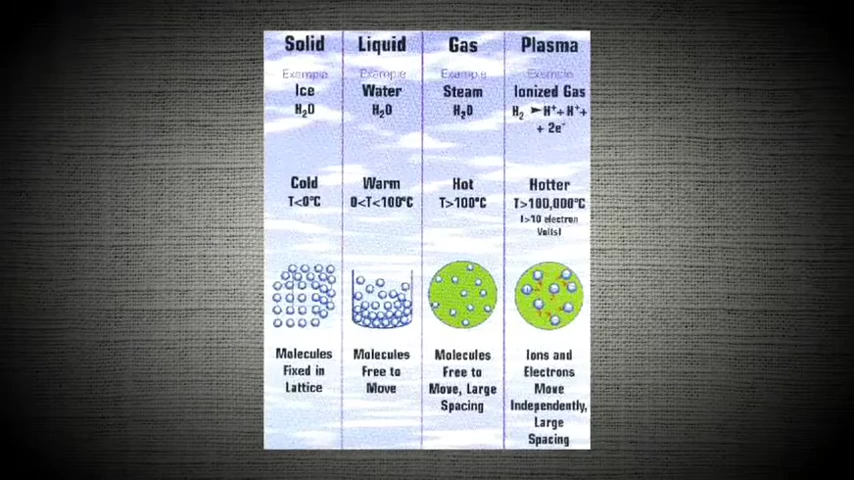 Solid
Example
Ice
H₂O
Cold
T<0°C
Molecules
Fixed in
Lattice
Liquid
Example
Water
H₂O
Warm
0<T<100°C
Molecules
Free to
Move
Gas
Example
Steam
H₂O
Hot
T>100°C
Molecules
Free to
Move, Large
Spacing
Plasma
Example
Ionized Gas
H₂ ➤H⁺+H⁺+
+ 2e⁻
Hotter
T>100,000°C
(>10 electron
Volts)
Ions and
Electrons
Move
Independently,
Large
Spacing